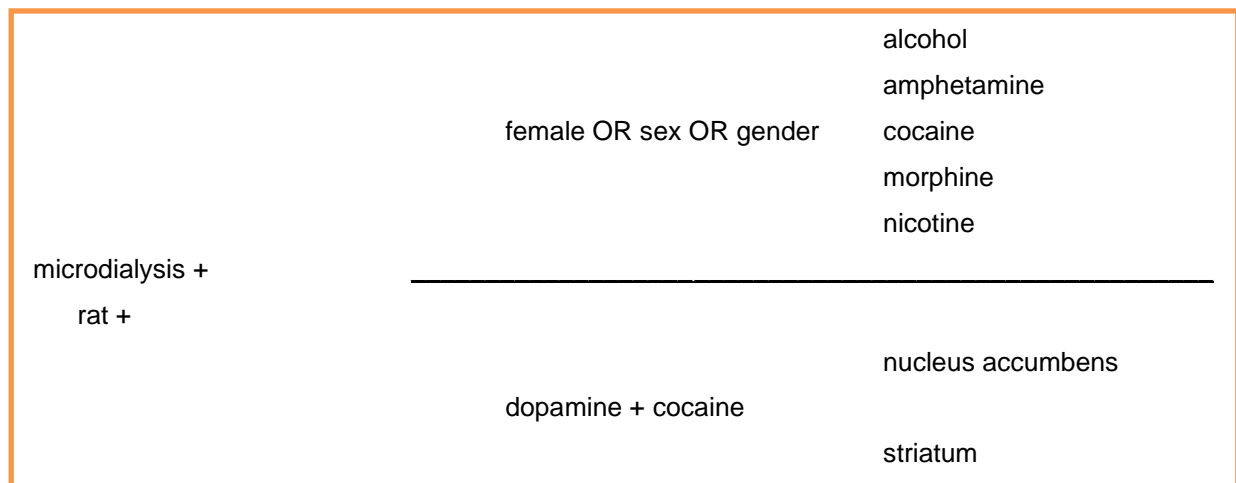 alcohol
amphetamine
female OR sex OR gender cocaine
morphine
nicotine
microdialysis +
rat +
nucleus accumbens
dopamine + cocaine
striatum